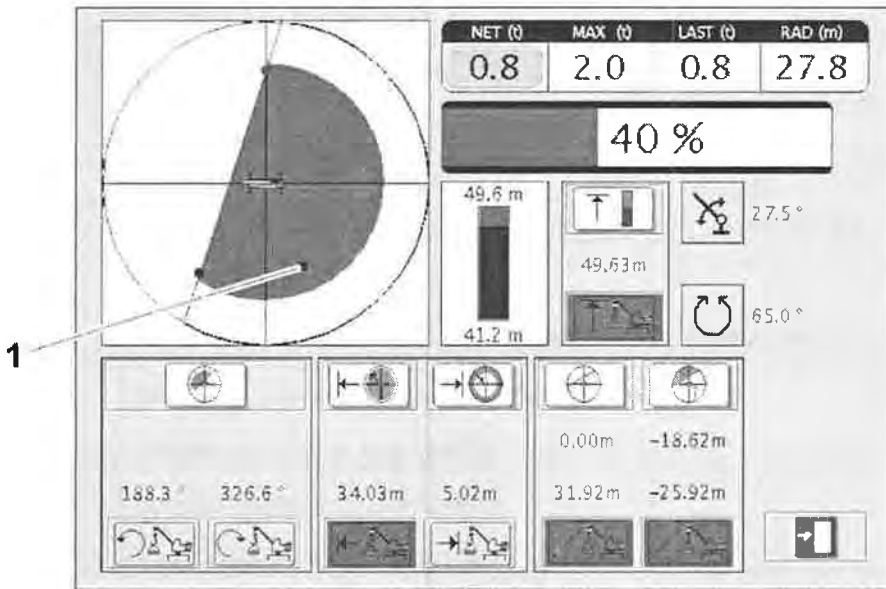 NET (t) MAX (t) LAST (t) RAD (m)
0.8 2.0 0.8 27.8
40 %
49.6 m
27.5°
49.63m
41.2 m
65.0°
1
0.00m -18.62m
188.3° 326.6° 34.03m 5.02m 31.92m -25.92m